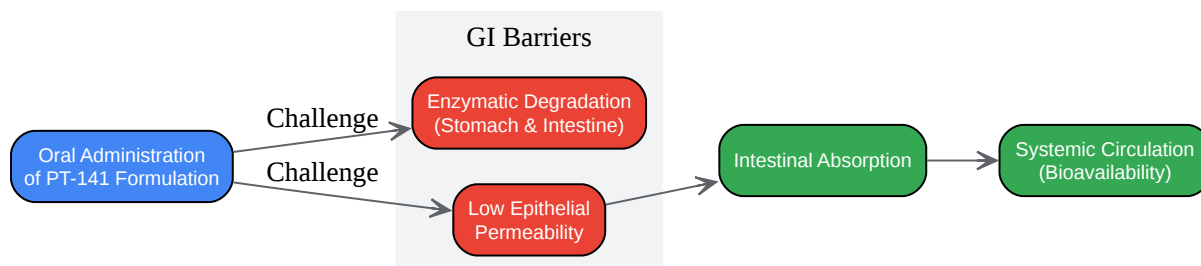 GI Barriers
Enzymatic Degradation
(Stomach & Intestine)
Challenge
Oral Administration
of PT-141 Formulation
Challenge
Low Epithelial
Permeability
Intestinal Absorption
Systemic Circulation
(Bioavailability)